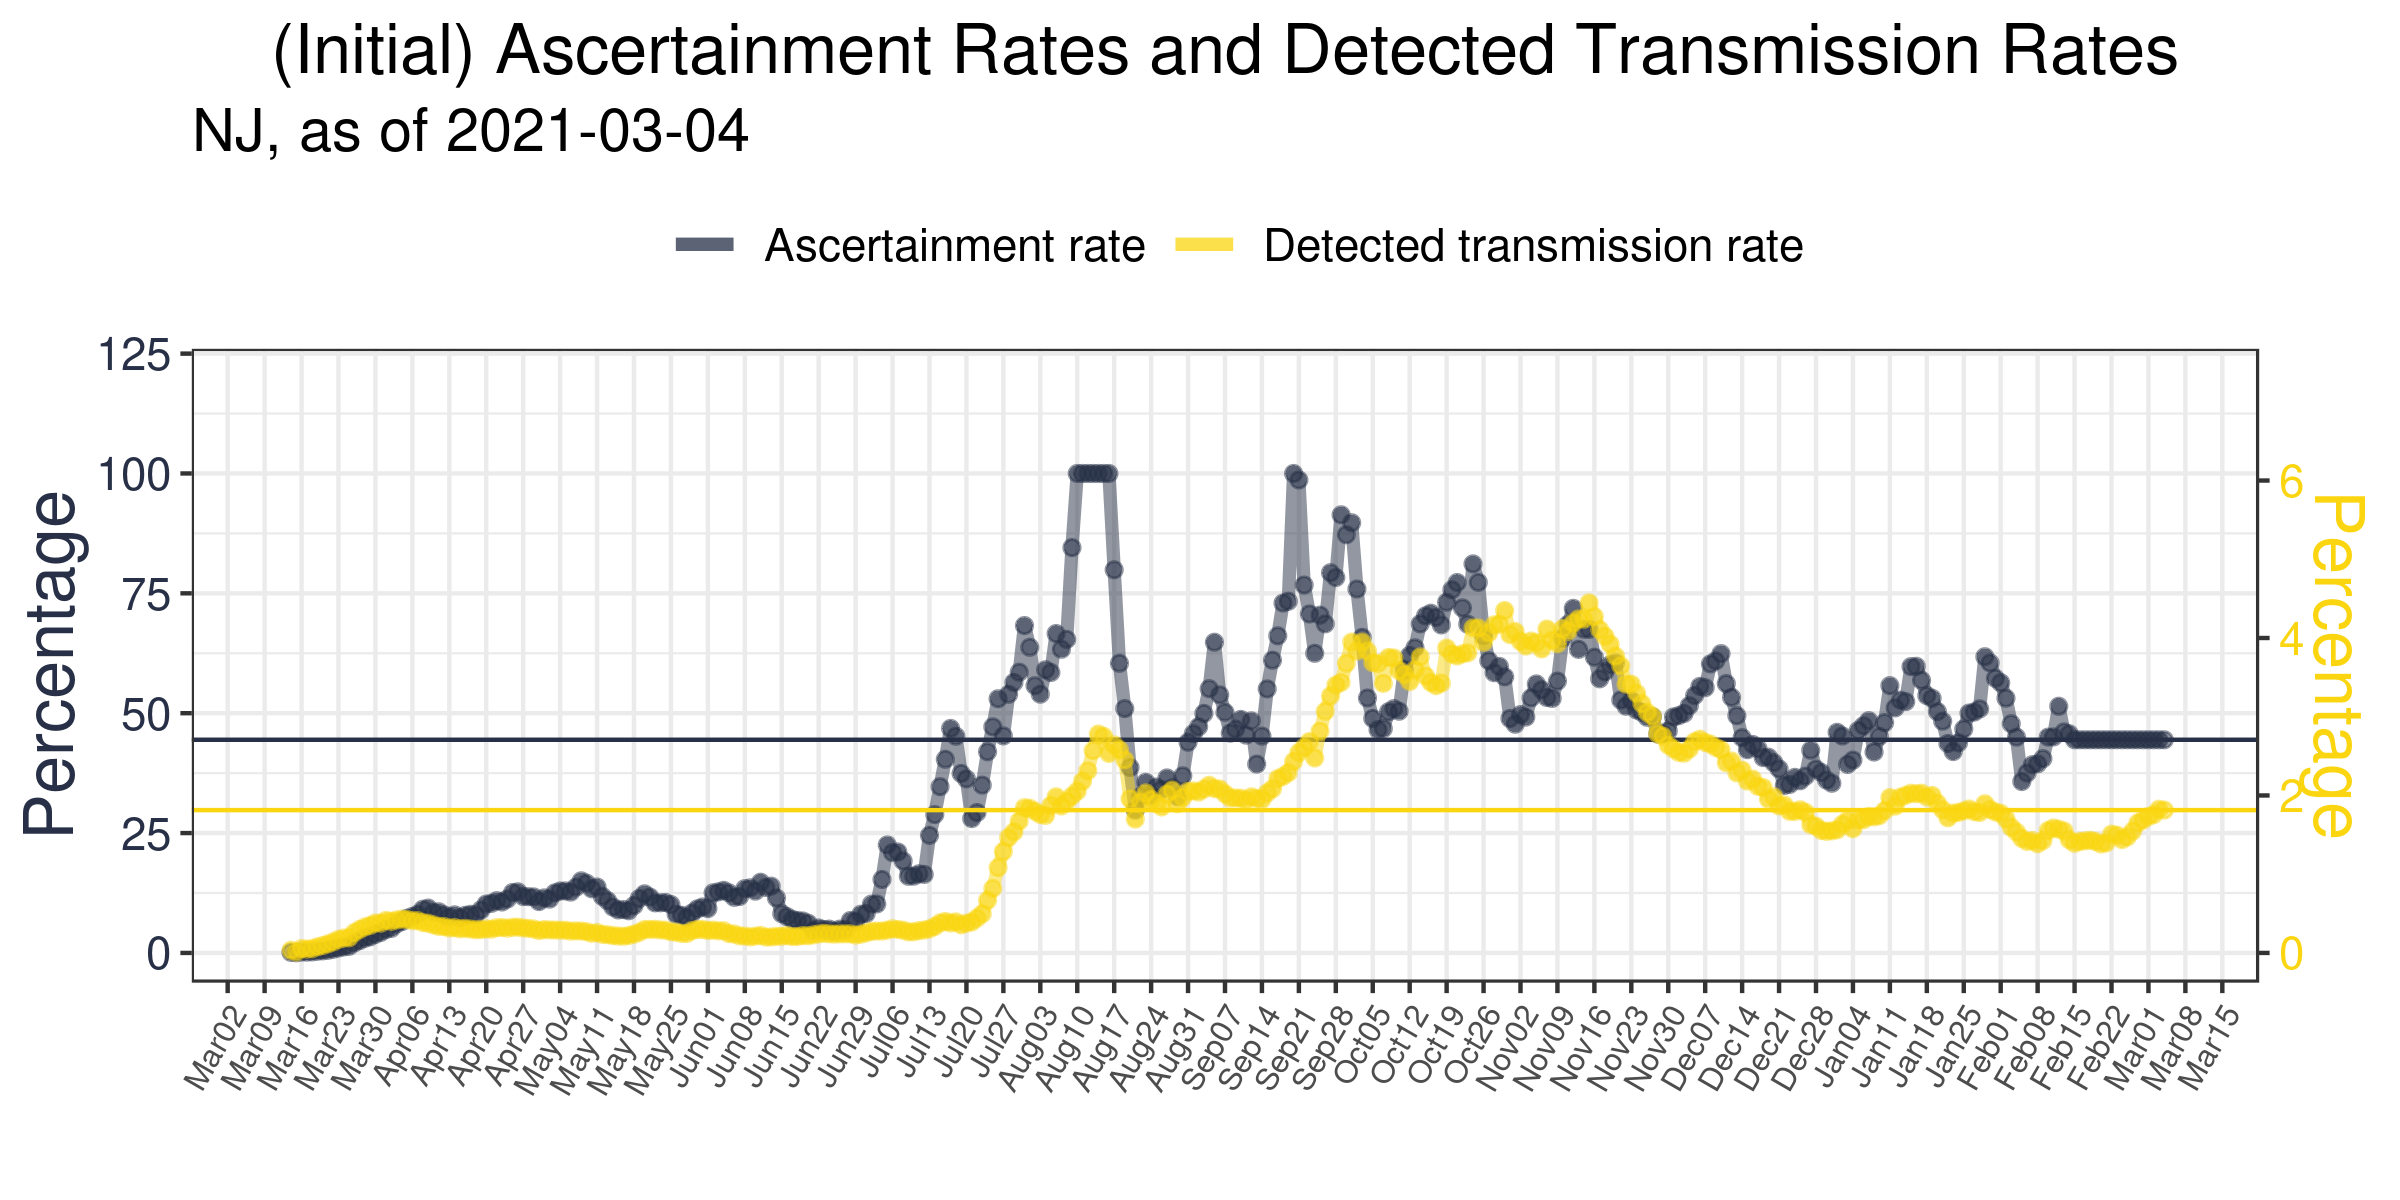 (Initial) Ascertainment Rates and Detected Transmission Rates
NJ, as of 2021-03-04
Ascertainment rate Detected transmission rate
Percentage
125
100
75
50
25
0
6
4
2
0
Percentage
Mar02 Mar09 Mar16 Mar23 Mar30 Apr06 Apr13 Apr20 Apr27 May04 May11 May18 May25 Jun01 Jun08 Jun15 Jun22 Jun29 Jul06 Jul13 Jul20 Jul27 Aug03 Aug10 Aug17 Aug24 Aug31 Sep07 Sep14 Sep21 Sep28 Oct05 Oct12 Oct19 Oct26 Nov02 Nov09 Nov16 Nov23 Nov30 Dec07 Dec14 Dec21 Dec28 Jan04 Jan11 Jan18 Jan25 Feb01 Feb08 Feb15 Feb22 Mar01 Mar08 Mar15